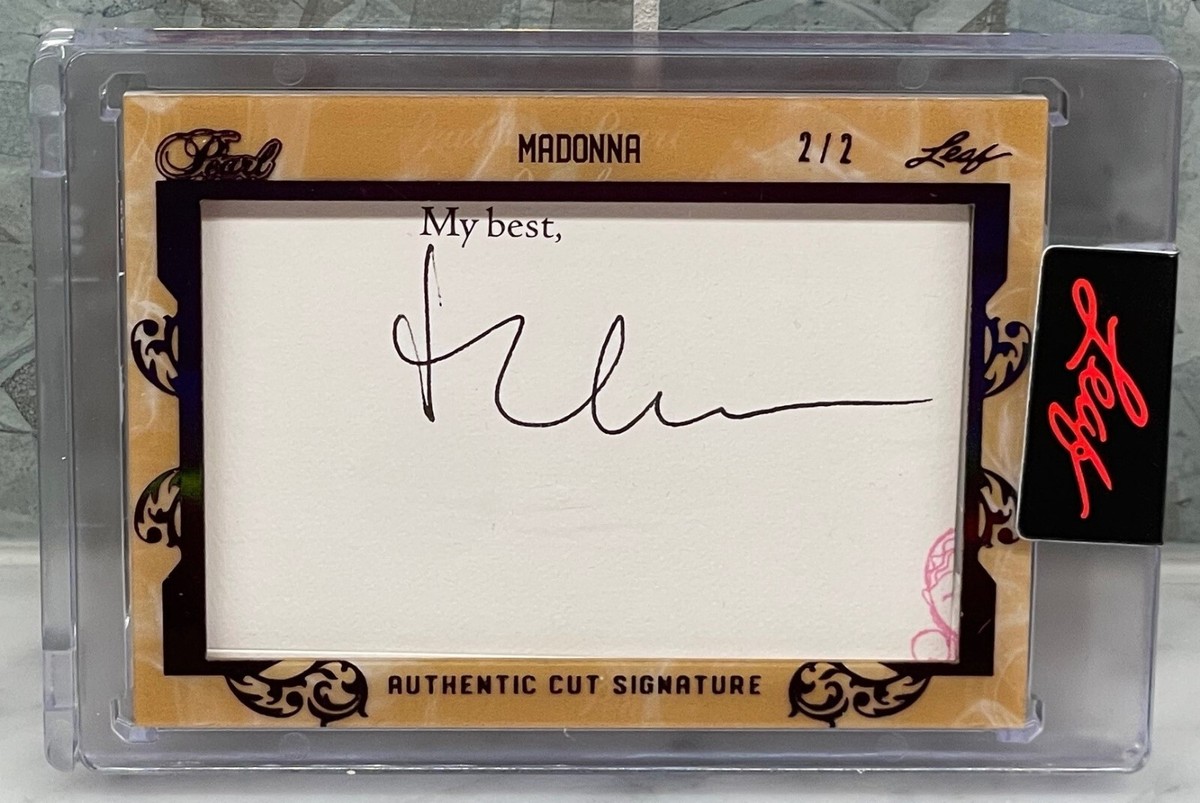 Pearl MADONNA 2/2 Leaf
My best,
Leaf
AUTHENTIC CUT SIGNATURE